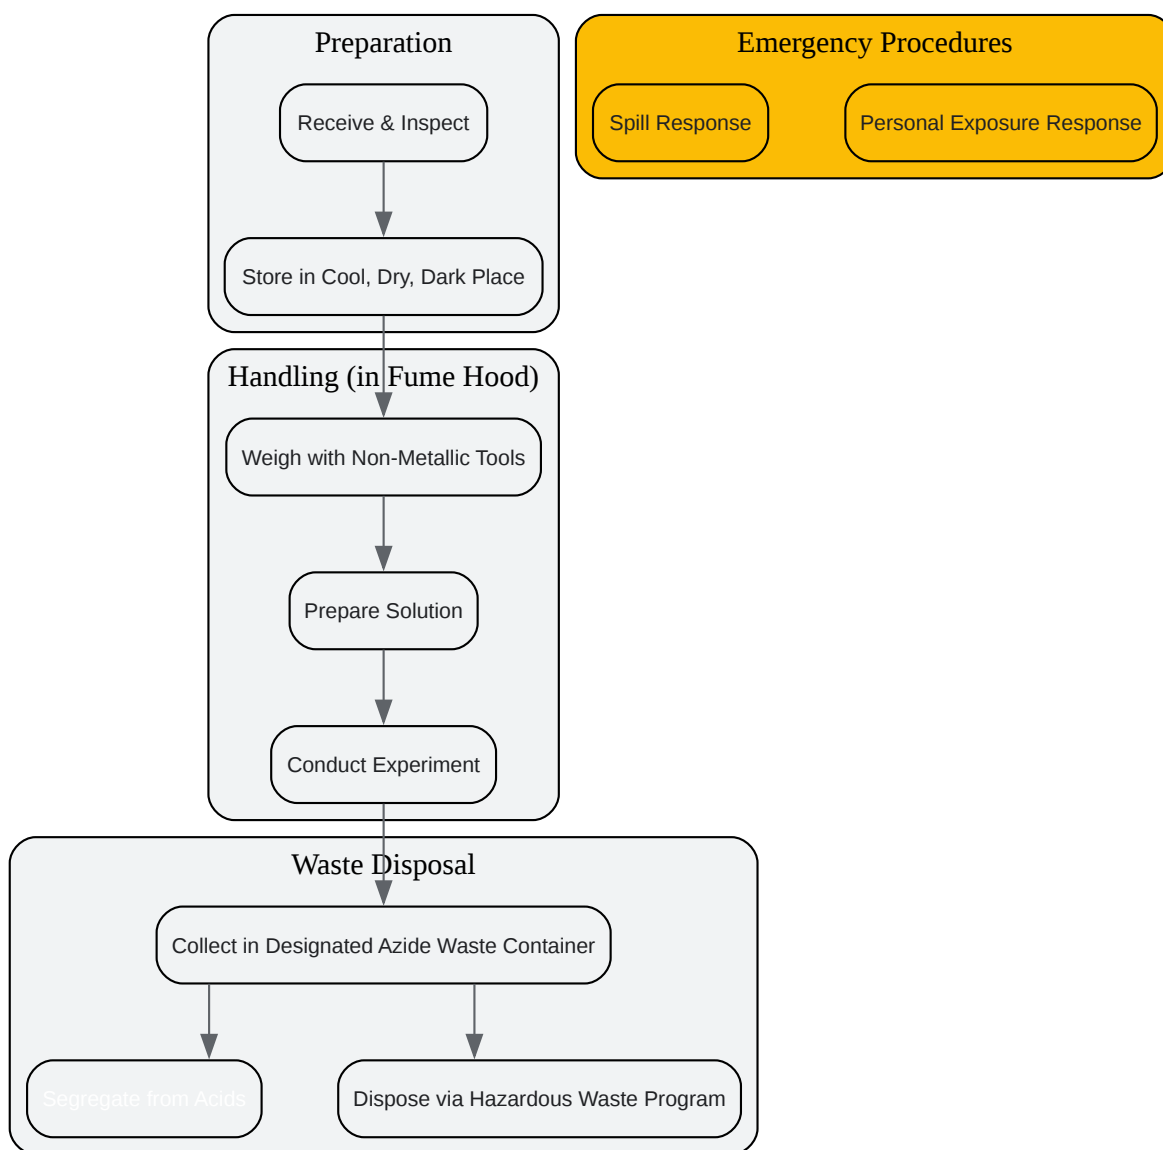 Preparation
Receive & Inspect
Store in Cool, Dry, Dark Place
Emergency Procedures
Spill Response
Personal Exposure Response
Handling (in Fume Hood)
Weigh with Non-Metallic Tools
Prepare Solution
Conduct Experiment
Waste Disposal
Collect in Designated Azide Waste Container
Segregate from Acids
Dispose via Hazardous Waste Program